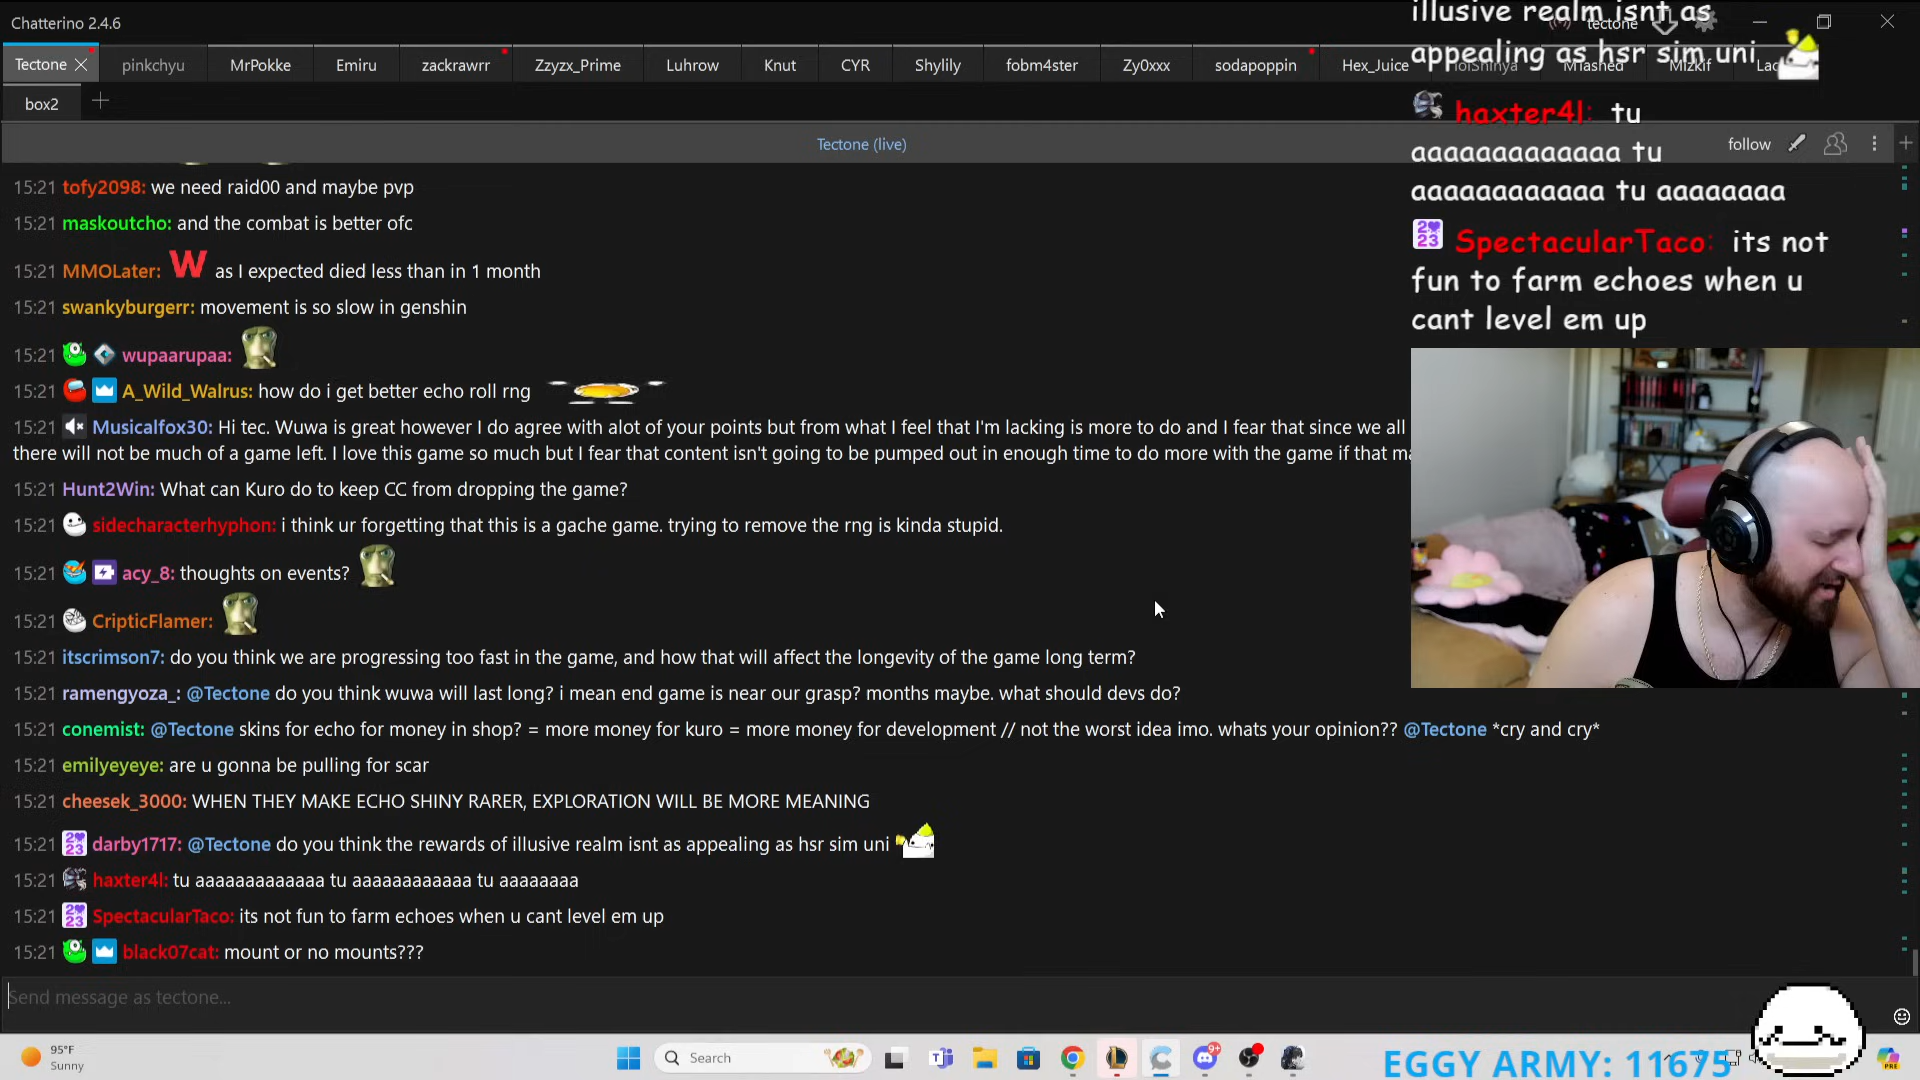 Chatterino 2.4.6
tectone
Tectone
pinkchyu
MrPokke
Emiru
zackrawrr
Zzyzx_Prime
Luhrow
Knut
CYR
Shylily
fobm4ster
Zy0xxx
sodapoppin
Hex_Juice
Mizkif
box2
Tectone (live)
follow
15:21 tofy2098: we need raid00 and maybe pvp
15:21 maskoutcho: and the combat is better ofc
15:21 MMOLater: W as I expected died less than in 1 month
15:21 swankyburgerr: movement is so slow in genshin
15:21 wupaarupaa:
15:21 A_Wild_Walrus: how do i get better echo roll rng
15:21 Musicalfox30: Hi tec. Wuwa is great however I do agree with alot of your points but from what I feel that I'm lacking is more to do and I fear that since we all
there will not be much of a game left. I love this game so much but I fear that content isn't going to be pumped out in enough time to do more with the game if that
15:21 Hunt2Win: What can Kuro do to keep CC from dropping the game?
15:21 sidecharacterhyphon: i think ur forgetting that this is a gache game. trying to remove the rng is kinda stupid.
15:21 acy_8: thoughts on events?
15:21 CripticFlamer:
15:21 itscrimson7: do you think we are progressing too fast in the game, and how that will affect the longevity of the game long term?
15:21 ramengyoza_: @Tectone do you think wuwa will last long? i mean end game is near our grasp? months maybe. what should devs do?
15:21 conemist: @Tectone skins for echo for money in shop? = more money for kuro = more money for development // not the worst idea imo. whats your opinion?? @Tectone *cry and cry*
15:21 emilyeyeye: are u gonna be pulling for scar
15:21 cheesek_3000: WHEN THEY MAKE ECHO SHINY RARER, EXPLORATION WILL BE MORE MEANING
15:21 darby1717: @Tectone do you think the rewards of illusive realm isnt as appealing as hsr sim uni
15:21 haxter4l: tu aaaaaaaaaaaaa tu aaaaaaaaaaaa tu aaaaaaaa
15:21 SpectacularTaco: its not fun to farm echoes when u cant level em up
15:21 black07cat: mount or no mounts???
Send message as tectone...
illusive realm isnt as
appealing as hsr sim uni
haxter4l: tu
aaaaaaaaaaaaa tu
aaaaaaaaaaaa tu aaaaaaaa
SpectacularTaco: its not
fun to farm echoes when u
cant level em up
95°F
Sunny
Search
9+
EGGY ARMY: 11675